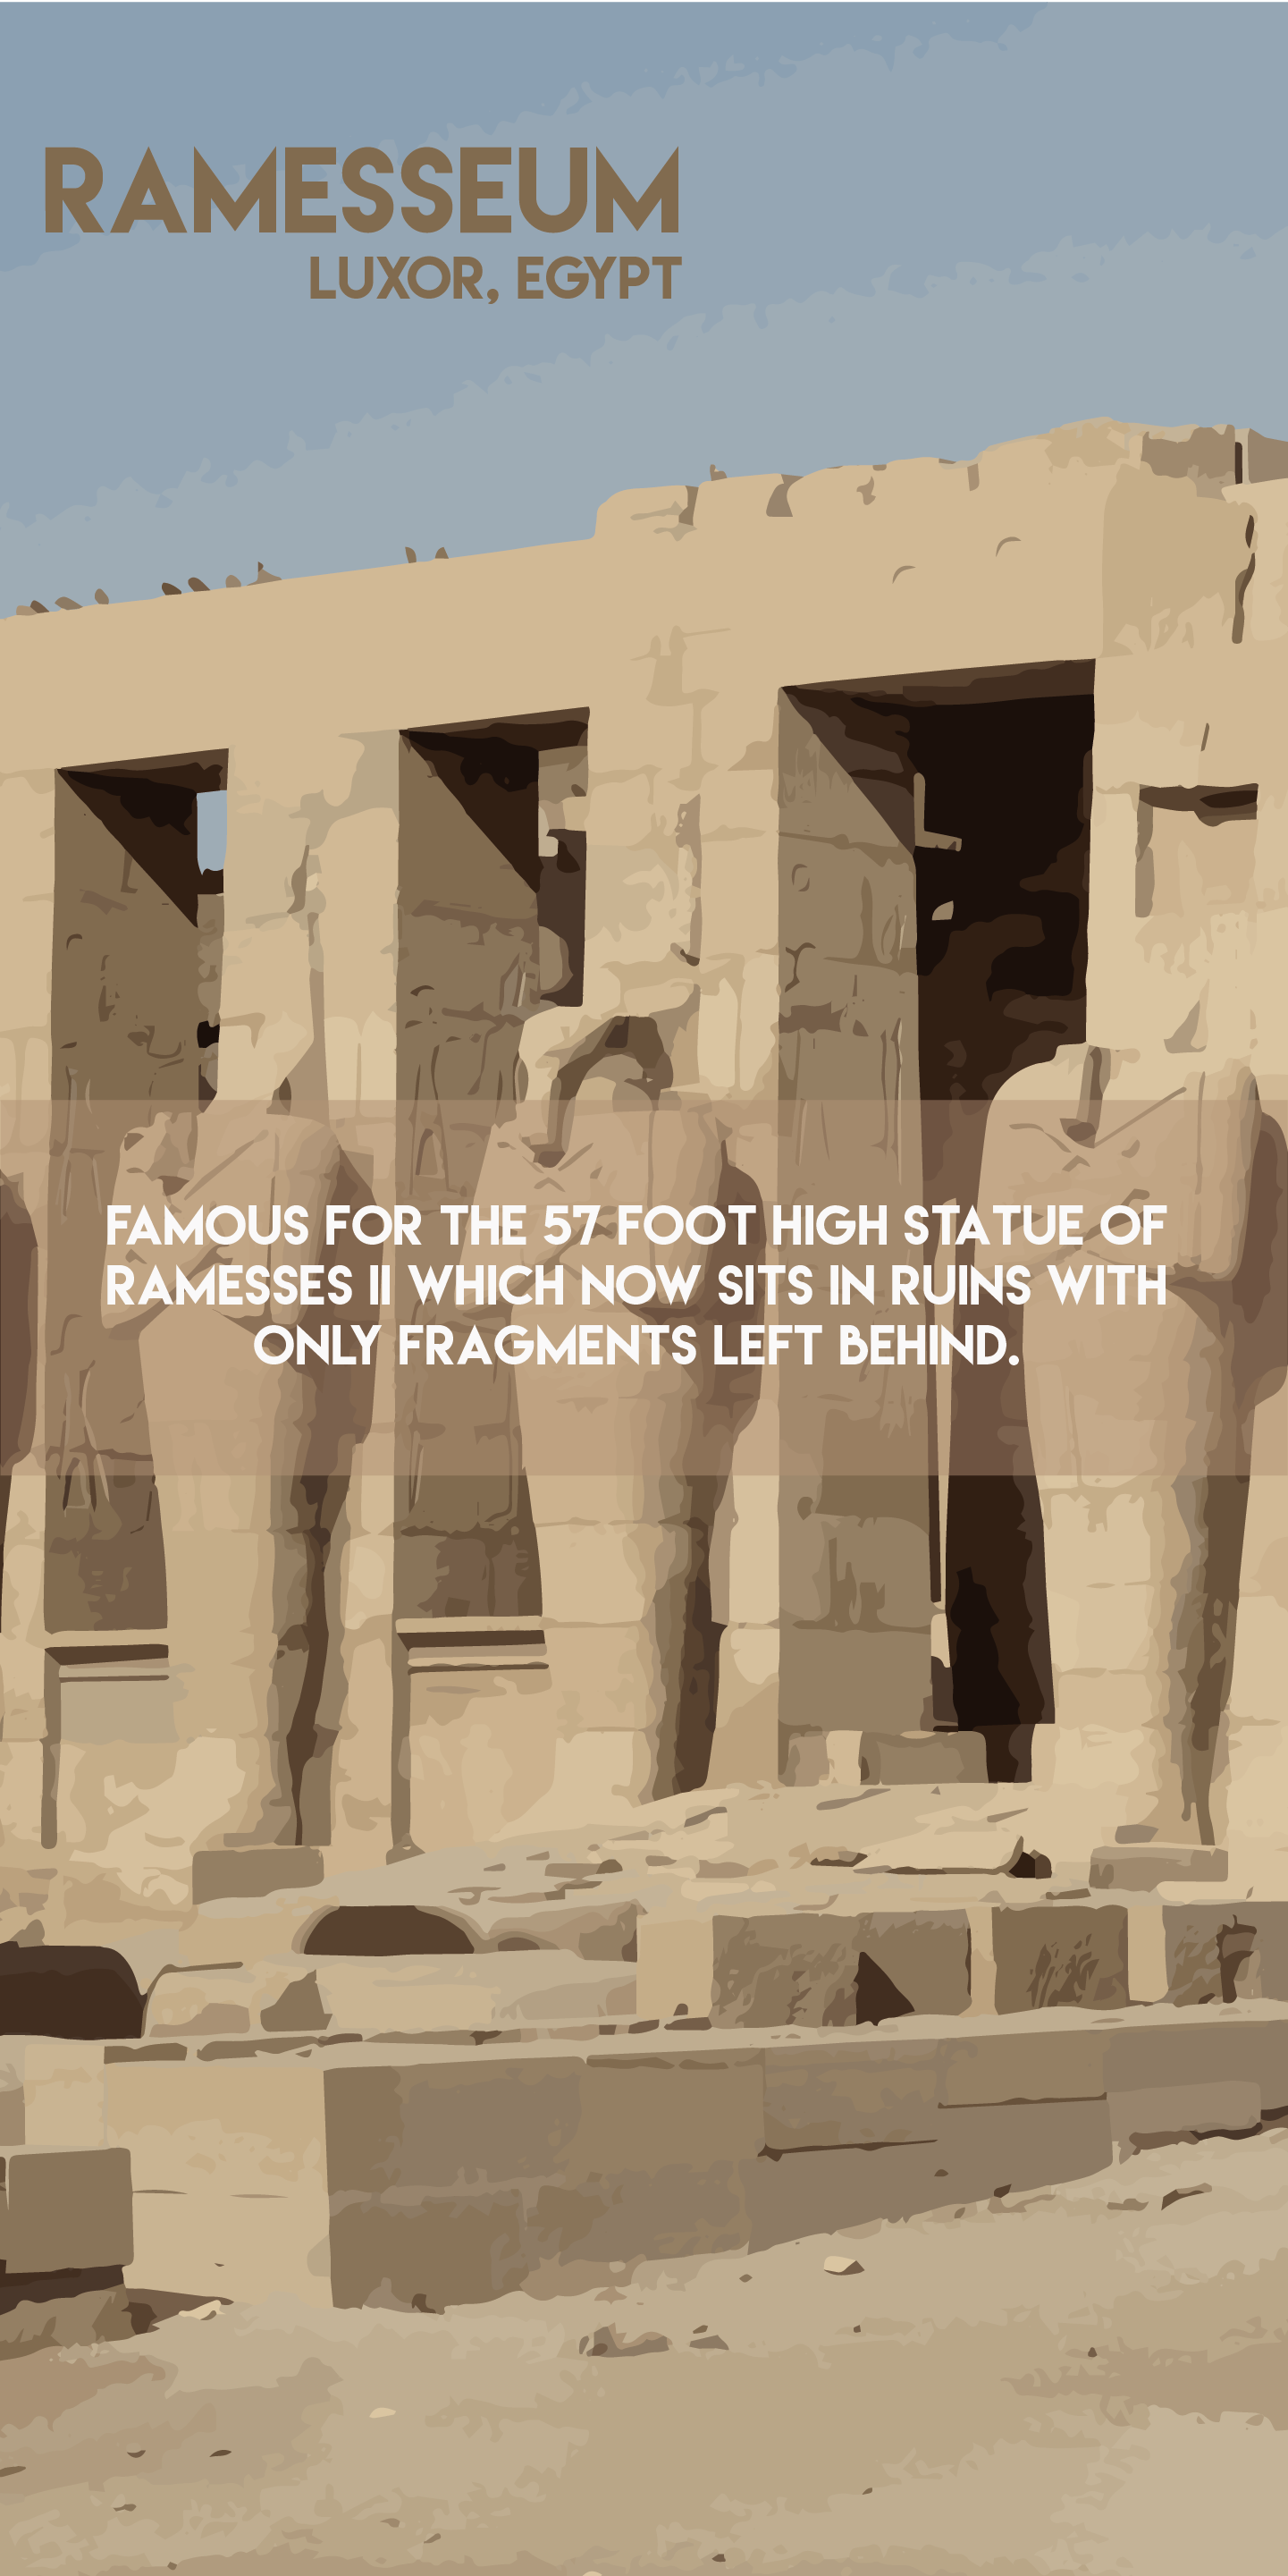 RAMESSEUM
LUXOR, EGYPT
FAMOUS FOR THE 57 FOOT HIGH STATUE OF
RAMESSES II WHICH NOW SITS IN RUINS WITH
ONLY FRAGMENTS LEFT BEHIND.